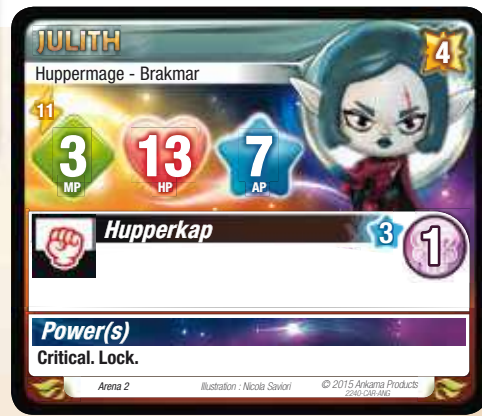 JULITH
4
Huppermage - Brakmar
11
3 13 7
MP HP AP
Hupperkap 3 1
Power(s)
Critical. Lock.
Arena 2 Illustration : Nicola Saviori © 2015 Ankama Products
2240-CAR-ANG